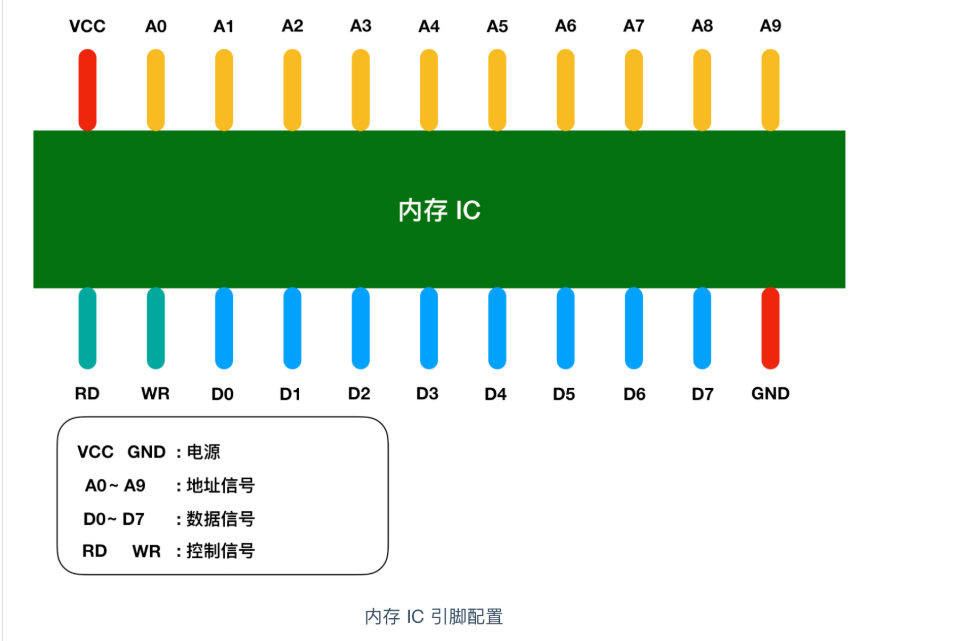 VCC A0 A1 A2 A3 A4 A5 A6 A7 A8 A9
内存 IC
RD WR D0 D1 D2 D3 D4 D5 D6 D7 GND
VCC GND : 电源
A0~ A9 : 地址信号
D0~ D7 : 数据信号
RD WR : 控制信号
内存 IC 引脚配置